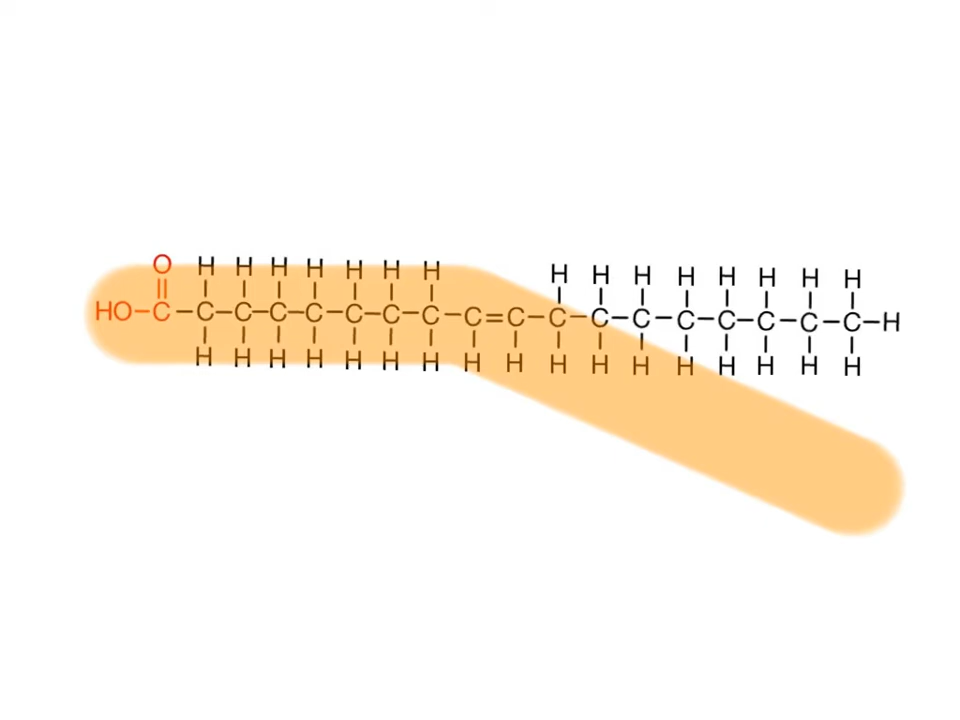 O H H H H H H H H H H H H H H H
HO–C–C–C–C–C–C–C–C–C=C–C–C–C–C–C–C–C–C–H
H H H H H H H H H H H H H H H H H